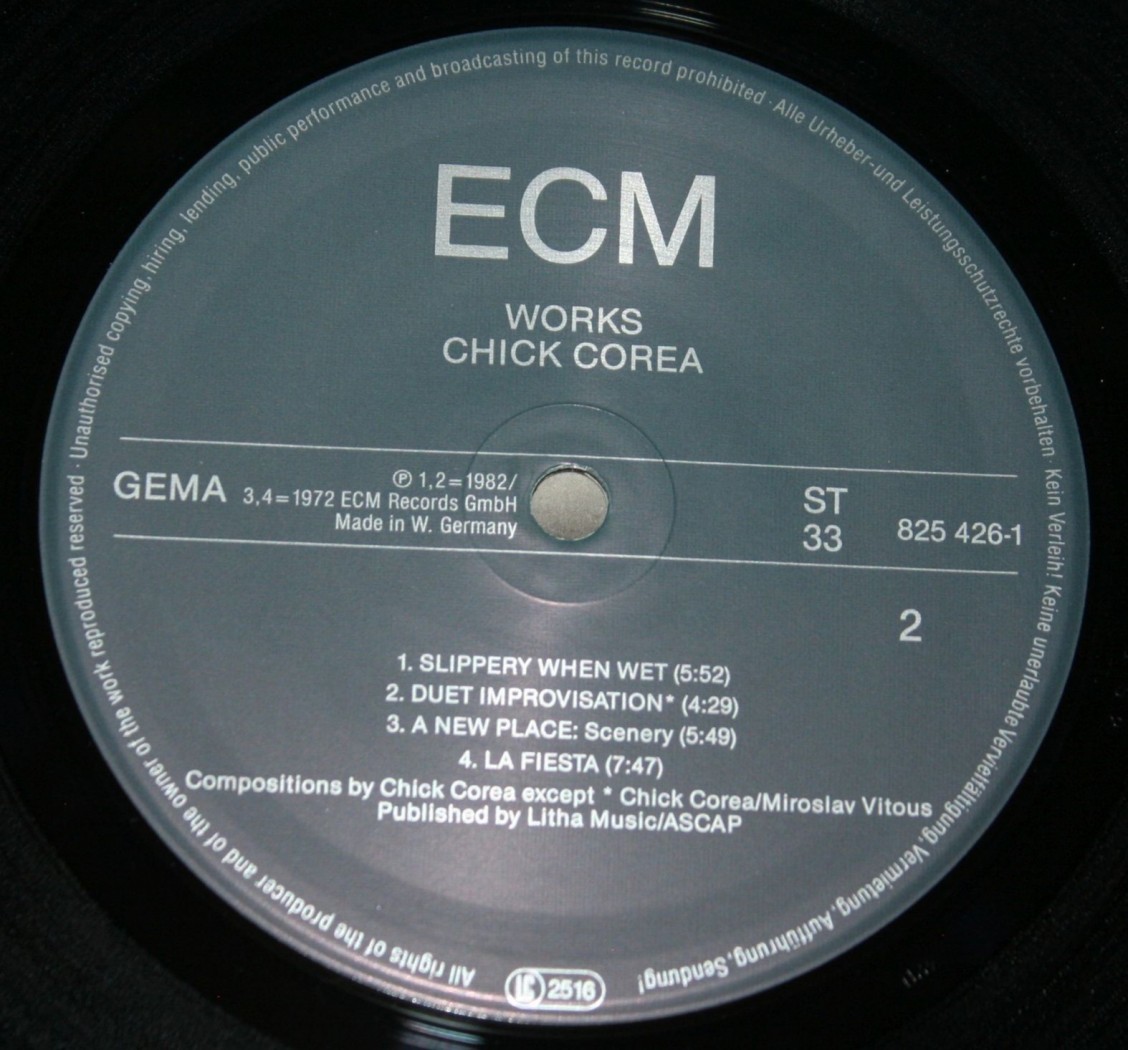 All rights of the producer and of the owner of the work reproduced reserved · Unauthorised copying, hiring, lending, public performance and broadcasting of this record prohibited · Alle Urheber-und Leistungsschutzrechte vorbehalten · Kein Verleih! Keine unerlaubte Vervielfältigung, Vermietung, Aufführung, Sendung!
ECM
WORKS
CHICK COREA
GEMA
℗ 1,2=1982/
3,4=1972 ECM Records GmbH
Made in W. Germany
ST
33
825 426-1
2
1. SLIPPERY WHEN WET (5:52)
2. DUET IMPROVISATION* (4:29)
3. A NEW PLACE: Scenery (5:49)
4. LA FIESTA (7:47)
Compositions by Chick Corea except * Chick Corea/Miroslav Vitous
Published by Litha Music/ASCAP
LC 2516